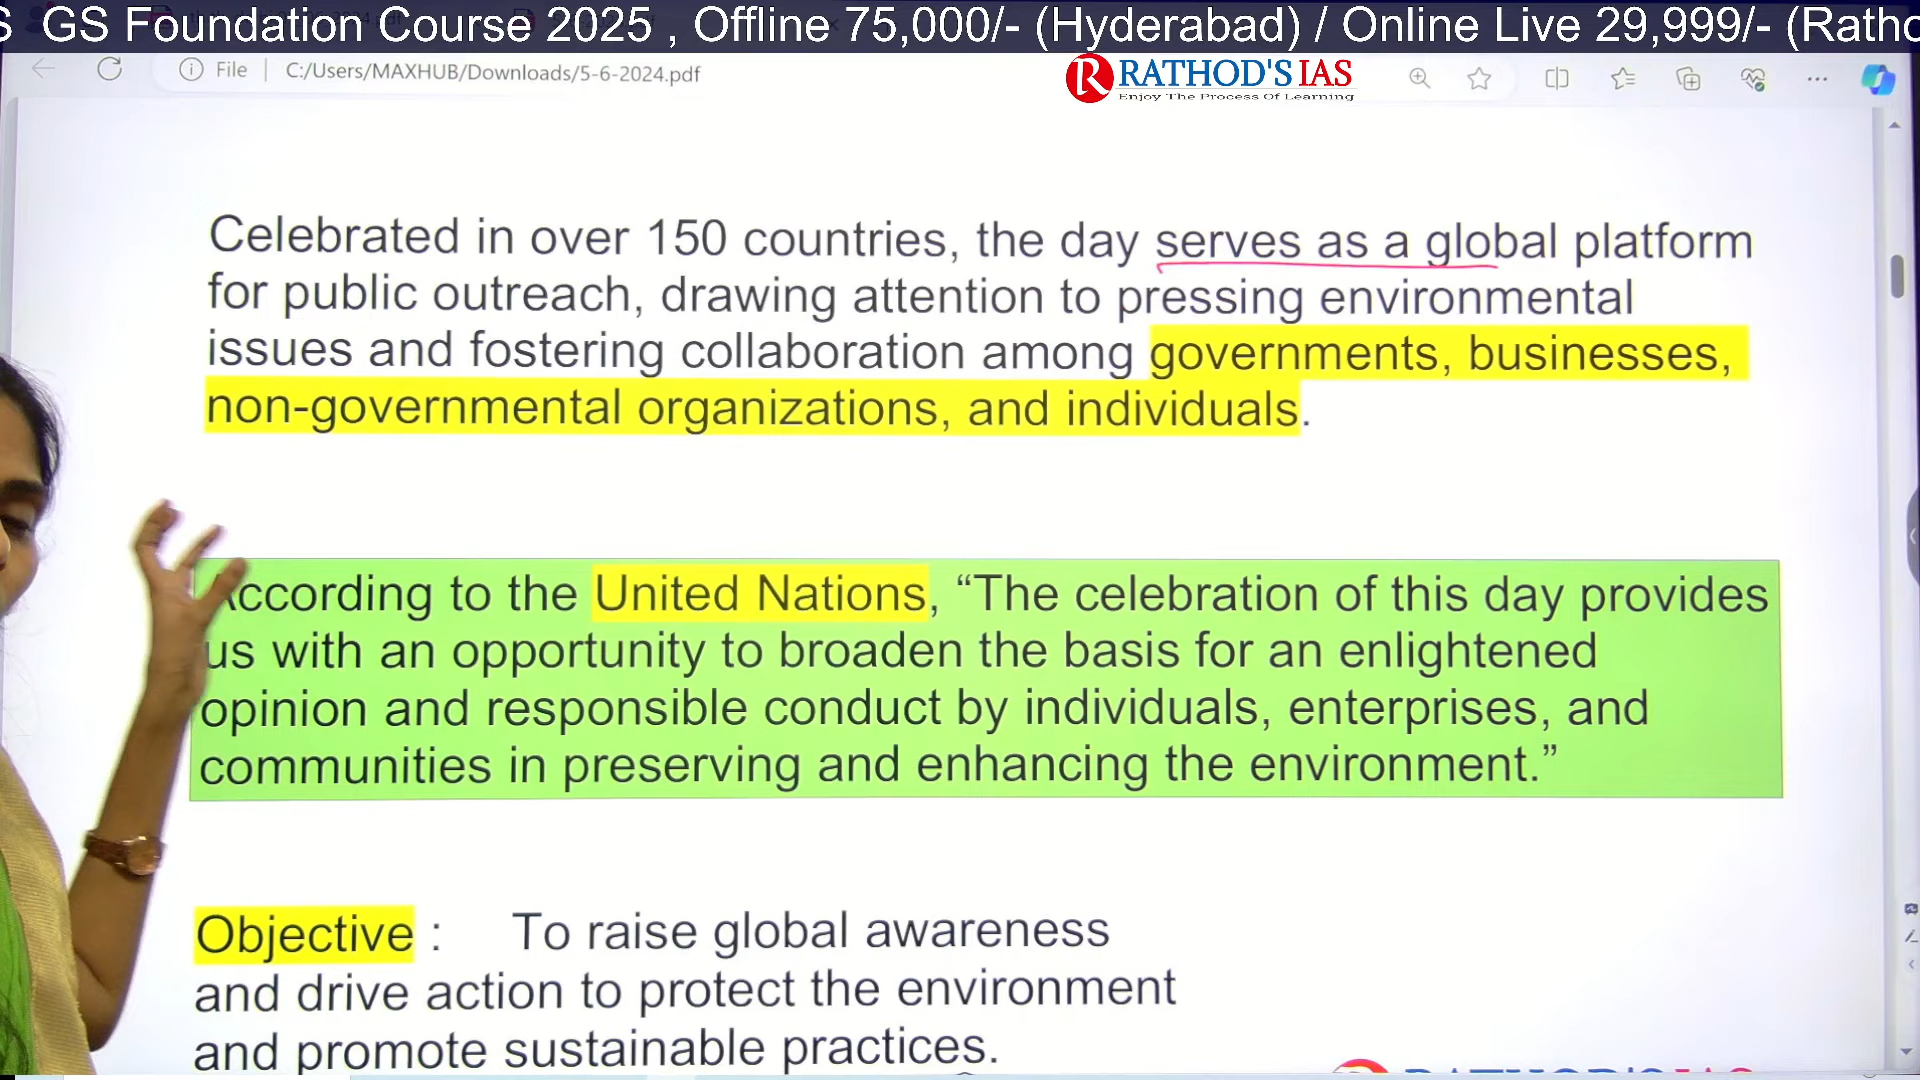 GS Foundation Course 2025 , Offline 75,000/- (Hyderabad) / Online Live 29,999/- (Ratho
File | C:/Users/MAXHUB/Downloads/5-6-2024.pdf
R RATHOD'S IAS
Enjoy The Process Of Learning
Celebrated in over 150 countries, the day serves as a global platform
for public outreach, drawing attention to pressing environmental
issues and fostering collaboration among governments, businesses,
non-governmental organizations, and individuals.
According to the United Nations, “The celebration of this day provides
us with an opportunity to broaden the basis for an enlightened
opinion and responsible conduct by individuals, enterprises, and
communities in preserving and enhancing the environment.”
Objective : To raise global awareness
and drive action to protect the environment
and promote sustainable practices.
RATHOD'S IAS